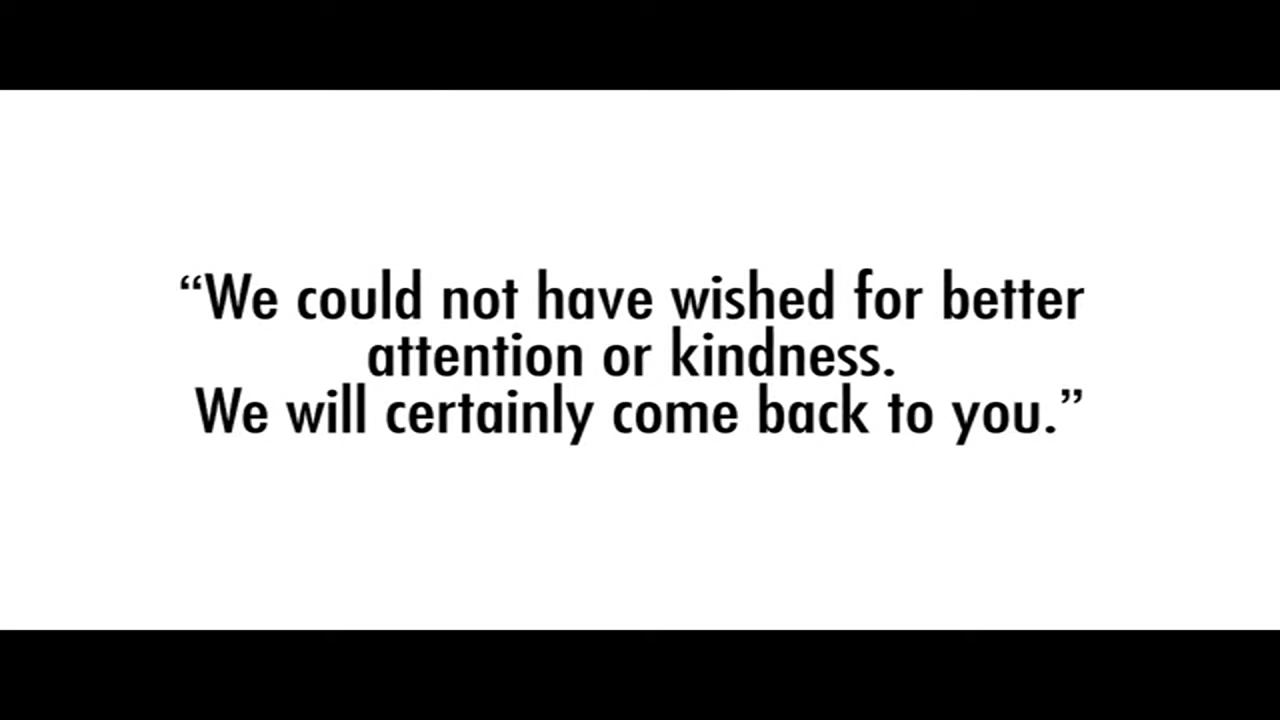 “We could not have wished for better
attention or kindness.
We will certainly come back to you.”